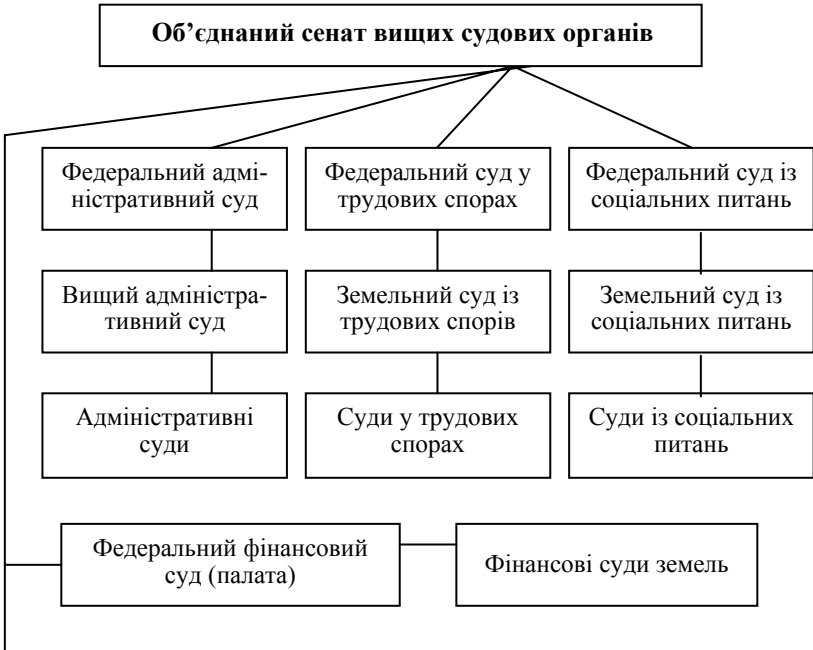 Об’єднаний сенат вищих судових органів
Федеральний адмі-
ністративний суд
Федеральний суд у
трудових спорах
Федеральний суд із
соціальних питань
Вищий адміністра-
тивний суд
Земельний суд із
трудових спорів
Земельний суд із
соціальних питань
Адміністративні
суди
Суди у трудових
спорах
Суди із соціальних
питань
Федеральний фінансовий
суд (палата)
Фінансові суди земель